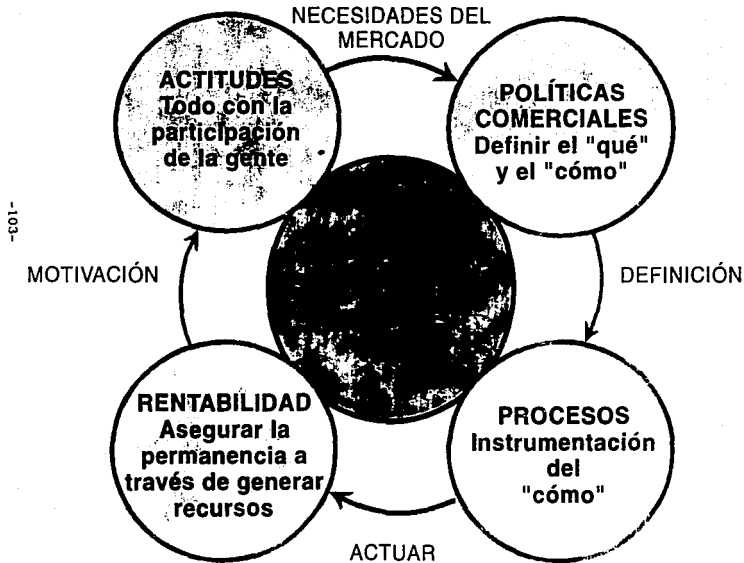 NECESIDADES DEL
MERCADO
ACTITUDES
Todo con la
participación
de la gente
POLÍTICAS
COMERCIALES
Definir el "qué"
y el "cómo"
-103-
MOTIVACIÓN
DEFINICIÓN
RENTABILIDAD
Asegurar la
permanencia a
través de generar
recursos
PROCESOS
Instrumentación
del
"cómo"
ACTUAR